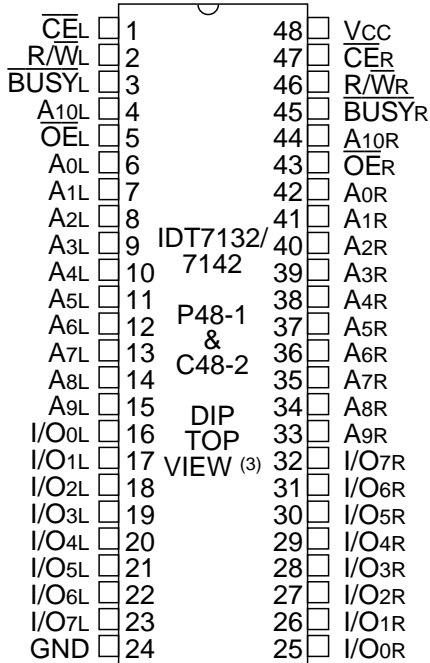 CEL 1
R/WL 2
BUSYL 3
A10L 4
OEL 5
A0L 6
A1L 7
A2L 8
A3L 9
A4L 10
A5L 11
A6L 12
A7L 13
A8L 14
A9L 15
I/O0L 16
I/O1L 17
I/O2L 18
I/O3L 19
I/O4L 20
I/O5L 21
I/O6L 22
I/O7L 23
GND 24
IDT7132/
7142
P48-1
&
C48-2
DIP
TOP
VIEW (3)
48 VCC
47 CER
46 R/WR
45 BUSYR
44 A10R
43 OER
42 A0R
41 A1R
40 A2R
39 A3R
38 A4R
37 A5R
36 A6R
35 A7R
34 A8R
33 A9R
32 I/O7R
31 I/O6R
30 I/O5R
29 I/O4R
28 I/O3R
27 I/O2R
26 I/O1R
25 I/O0R